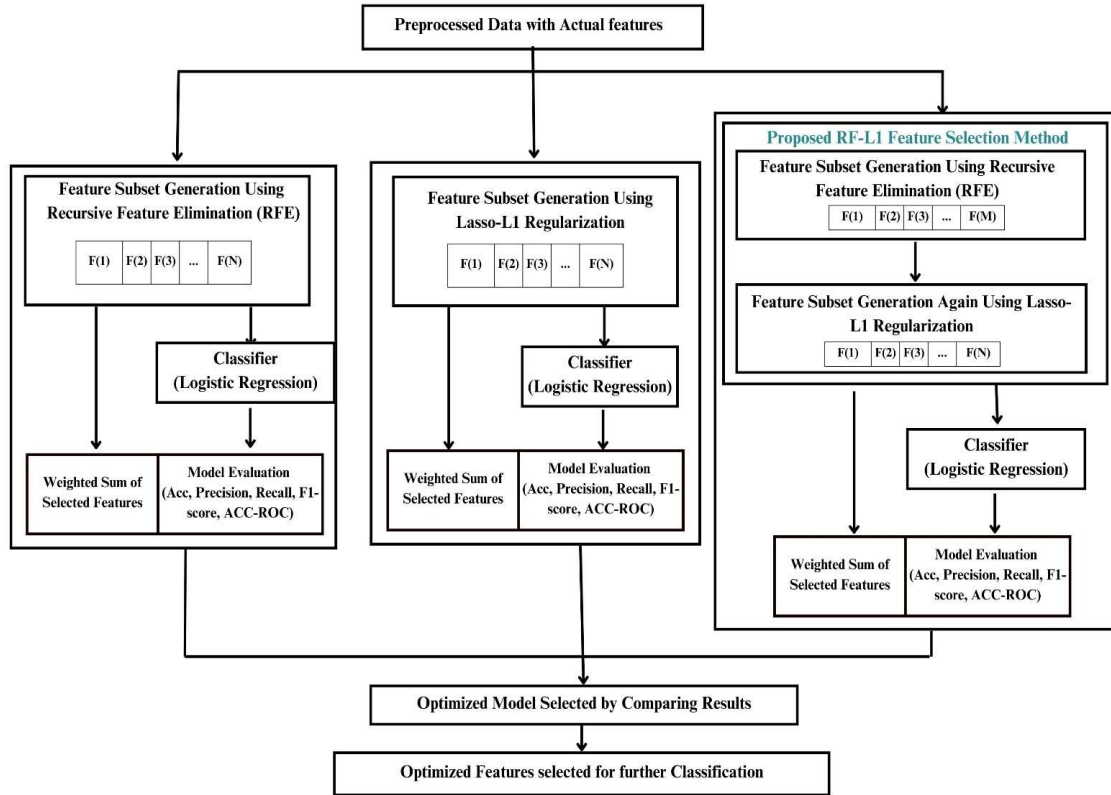 Preprocessed Data with Actual features
Feature Subset Generation Using
Recursive Feature Elimination (RFE)
F(1) F(2) F(3) ... F(N)
Classifier
(Logistic Regression)
Weighted Sum of
Selected Features
Model Evaluation
(Acc, Precision, Recall, F1-
score, ACC-ROC)
Feature Subset Generation Using
Lasso-L1 Regularization
F(1) F(2) F(3) ... F(N)
Classifier
(Logistic Regression)
Weighted Sum of
Selected Features
Model Evaluation
(Acc, Precision, Recall, F1-
score, ACC-ROC)
Proposed RF-L1 Feature Selection Method
Feature Subset Generation Using Recursive
Feature Elimination (RFE)
F(1) F(2) F(3) ... F(M)
Feature Subset Generation Again Using Lasso-
L1 Regularization
F(1) F(2) F(3) ... F(N)
Classifier
(Logistic Regression)
Weighted Sum of
Selected Features
Model Evaluation
(Acc, Precision, Recall, F1-
score, ACC-ROC)
Optimized Model Selected by Comparing Results
Optimized Features selected for further Classification